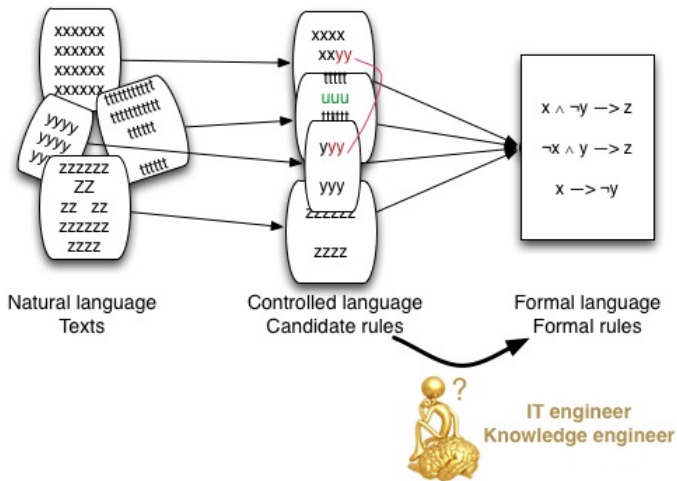 xxxxxx
xxxxxx
xxxxxx
xxxxxx
tttttttttt
tttttttttt
ttttt
ttttt
yyyy
yyyy
zzzzzz
ZZ
zz zz
zzzzzz
zzzz
xxxx
xxyy
ttttt
uuu
tttttt
yyy
yyy
zzzzzz
zzzz
x ∧ ¬y —> z
¬x ∧ y —> z
x —> ¬y
Natural language
Texts
Controlled language
Candidate rules
Formal language
Formal rules
?
IT engineer
Knowledge engineer